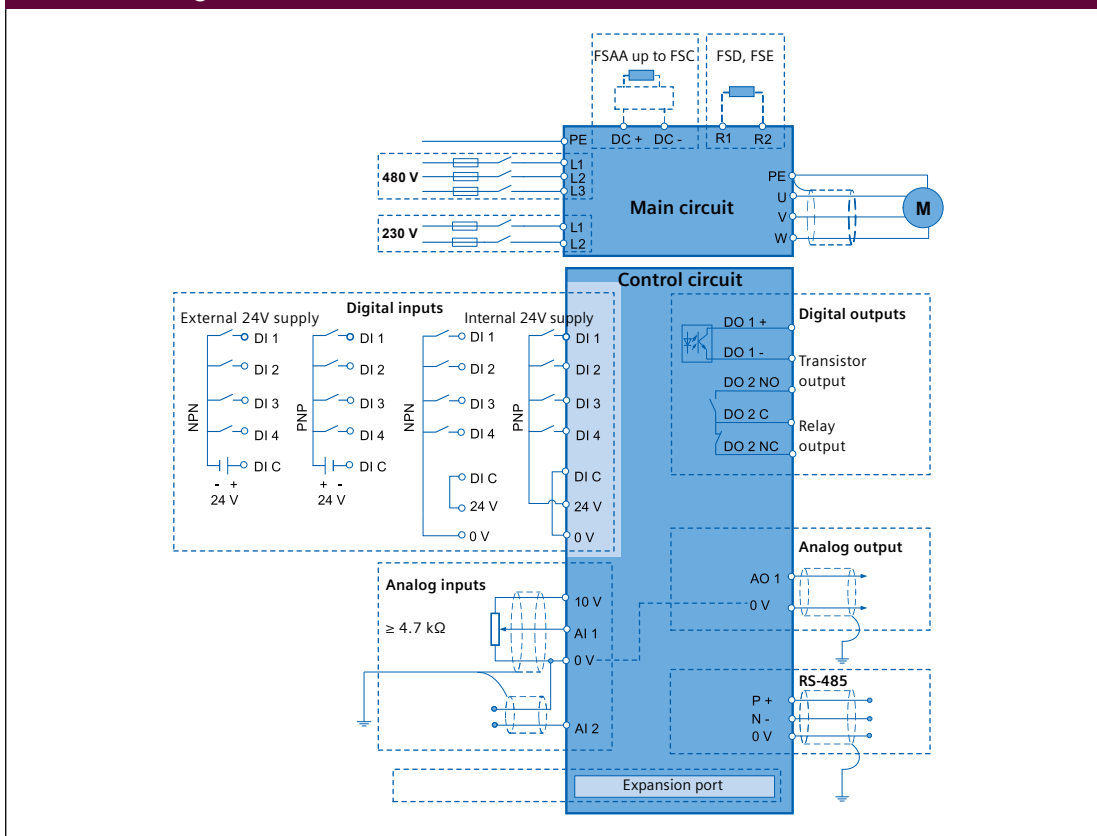 FSAA up to FSC
FSD, FSE
PE
DC +
DC -
R1
R2
480 V
L1
L2
L3
230 V
L1
L2
Main circuit
PE
U
V
W
M
Control circuit
Digital inputs
External 24V supply
Internal 24V supply
NPN
DI 1
DI 2
DI 3
DI 4
DI C
- +
24 V
PNP
DI 1
DI 2
DI 3
DI 4
DI C
+ -
24 V
NPN
DI 1
DI 2
DI 3
DI 4
DI C
24 V
0 V
PNP
DI 1
DI 2
DI 3
DI 4
DI C
24 V
0 V
Digital outputs
DO 1 +
DO 1 -
Transistor
output
DO 2 NO
DO 2 C
DO 2 NC
Relay
output
Analog inputs
≥ 4.7 kΩ
10 V
AI 1
0 V
AI 2
Analog output
AO 1
0 V
RS-485
P +
N -
0 V
Expansion port